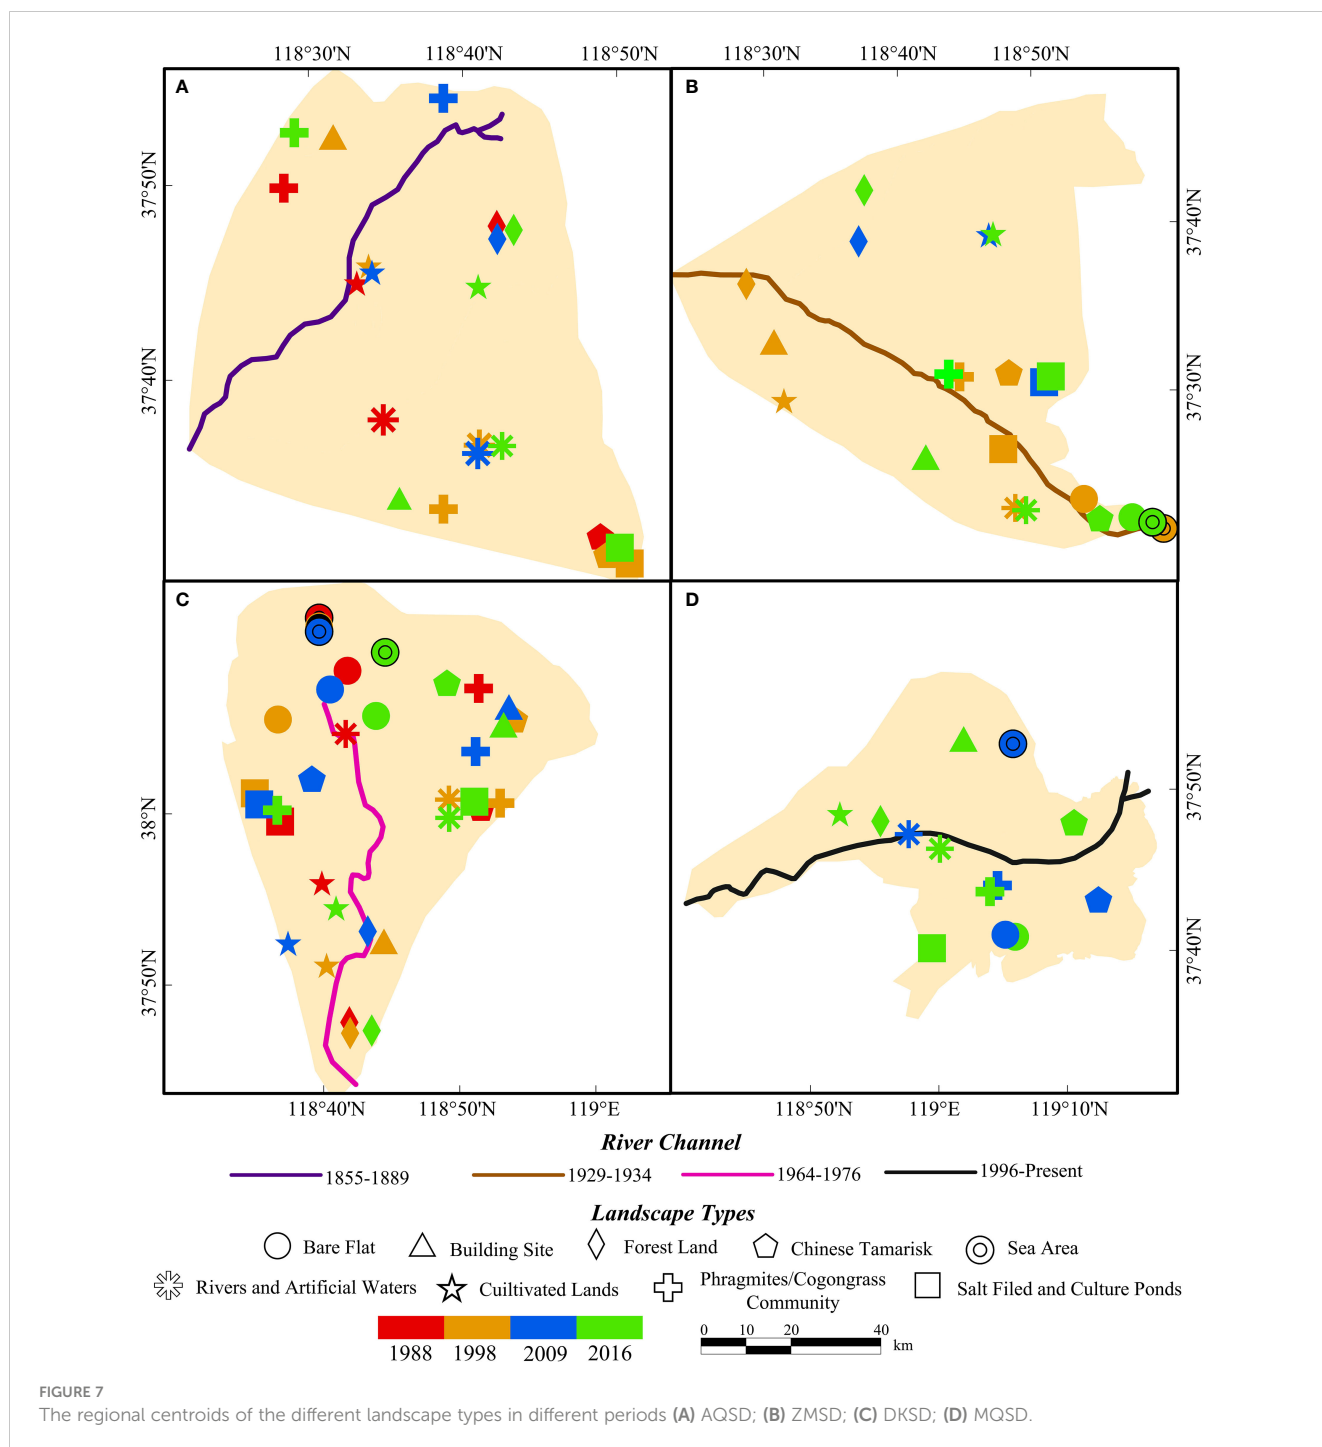 118°30'N 118°40'N 118°50'N 118°30'N 118°40'N 118°50'N
A
B
37°50'N
37°40'N
37°40'N
37°30'N
C
D
38°N
37°50'N
37°50'N
37°40'N
118°40'N 118°50'N 119°E 118°50'N 119°E 119°10'N
River Channel
1855-1889 1929-1934 1964-1976 1996-Present
Landscape Types
Bare Flat Building Site Forest Land Chinese Tamarisk Sea Area
Rivers and Artificial Waters Cuiltivated Lands Phragmites/Cogongrass
Community Salt Filed and Culture Ponds
1988 1998 2009 2016
0 10 20 40
km
FIGURE 7
The regional centroids of the different landscape types in different periods (A) AQSD; (B) ZMSD; (C) DKSD; (D) MQSD.